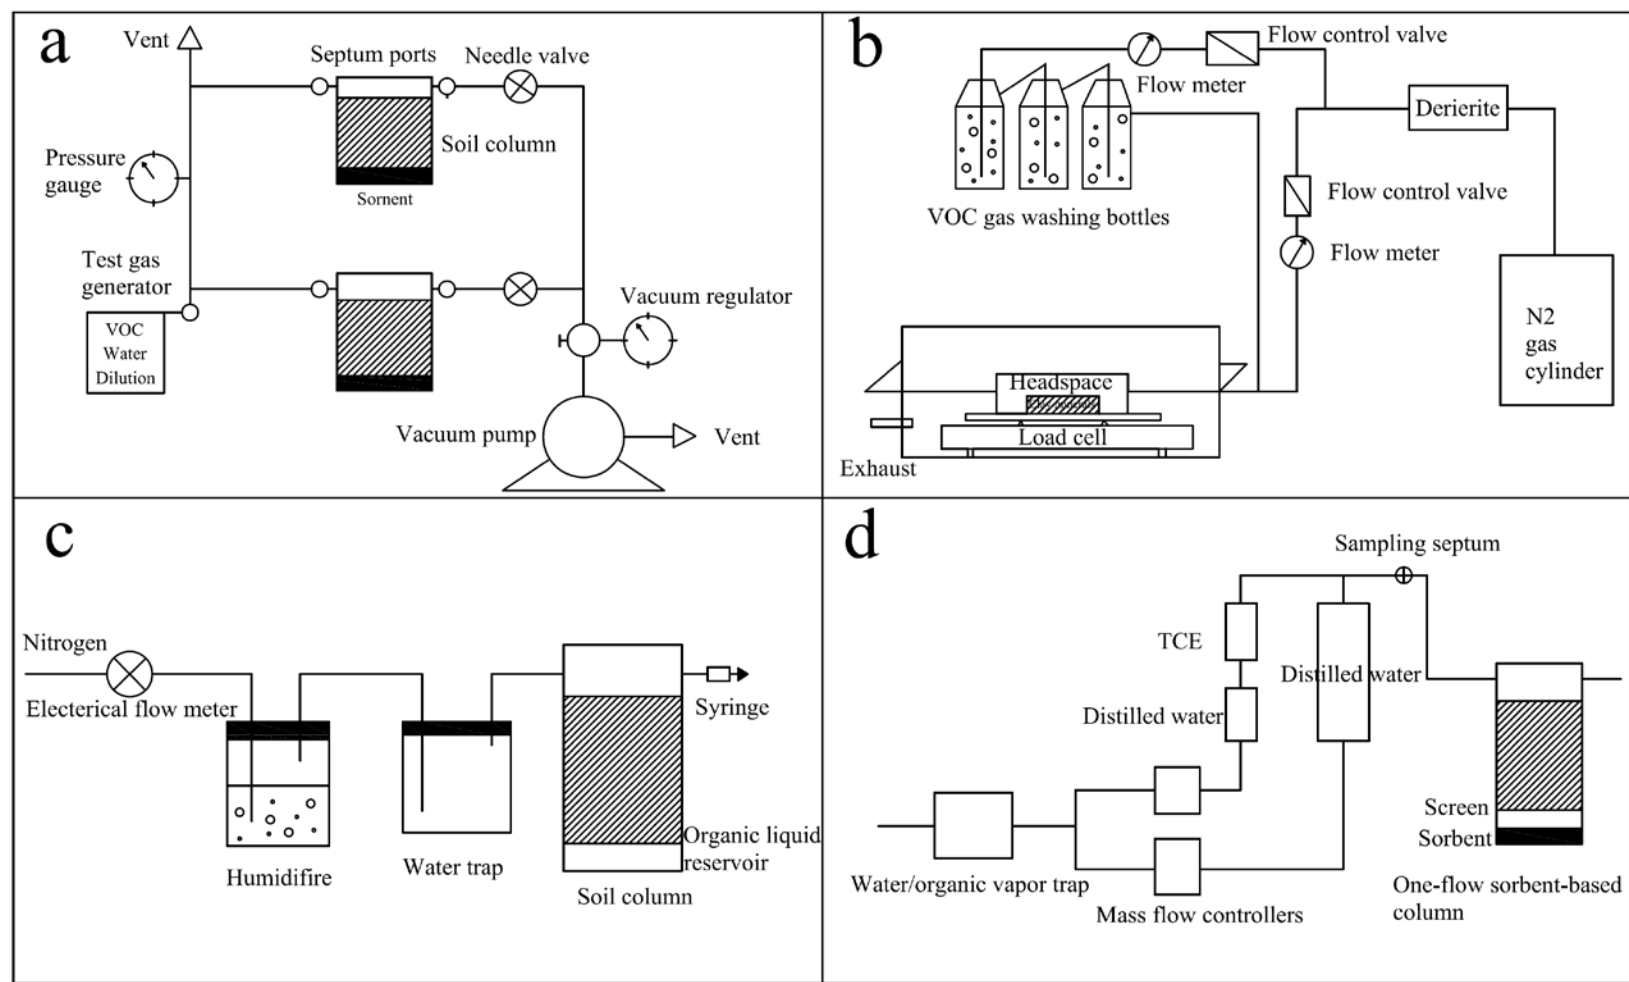 a
Vent
Septum ports
Needle valve
Soil column
Pressure
gauge
Sornent
Test gas
generator
VOC
Water
Dilution
Vacuum regulator
Vacuum pump
Vent
b
Flow control valve
Flow meter
Derierite
VOC gas washing bottles
Flow control valve
Flow meter
N2
gas
cylinder
Headspace
Load cell
Exhaust
c
Nitrogen
Electerical flow meter
Syringe
Organic liquid
reservoir
Humidifire
Water trap
Soil column
d
Sampling septum
TCE
Distilled water
Distilled water
Screen
Sorbent
Water/organic vapor trap
Mass flow controllers
One-flow sorbent-based
column